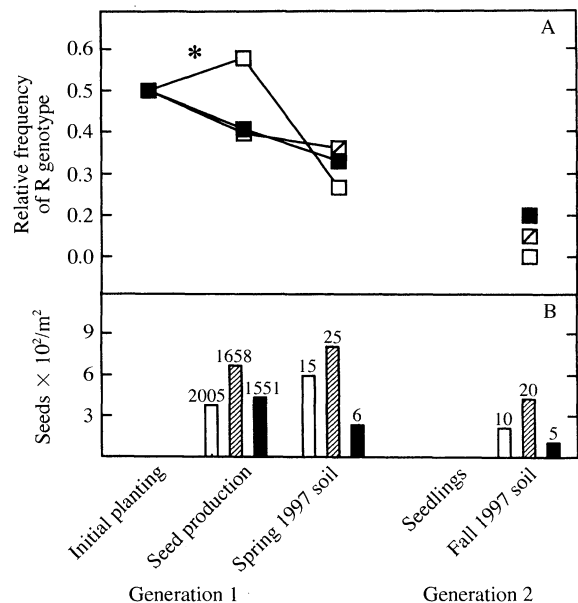 A
*
0.6
0.5
0.4
0.3
0.2
0.0
Relative frequency
of R genotype
B
9
6
3
Seeds × 10²/m²
2005
1658
1551
15
25
6
10
20
5
Initial planting
Seed production
Spring 1997 soil
Seedlings
Fall 1997 soil
Generation 1
Generation 2